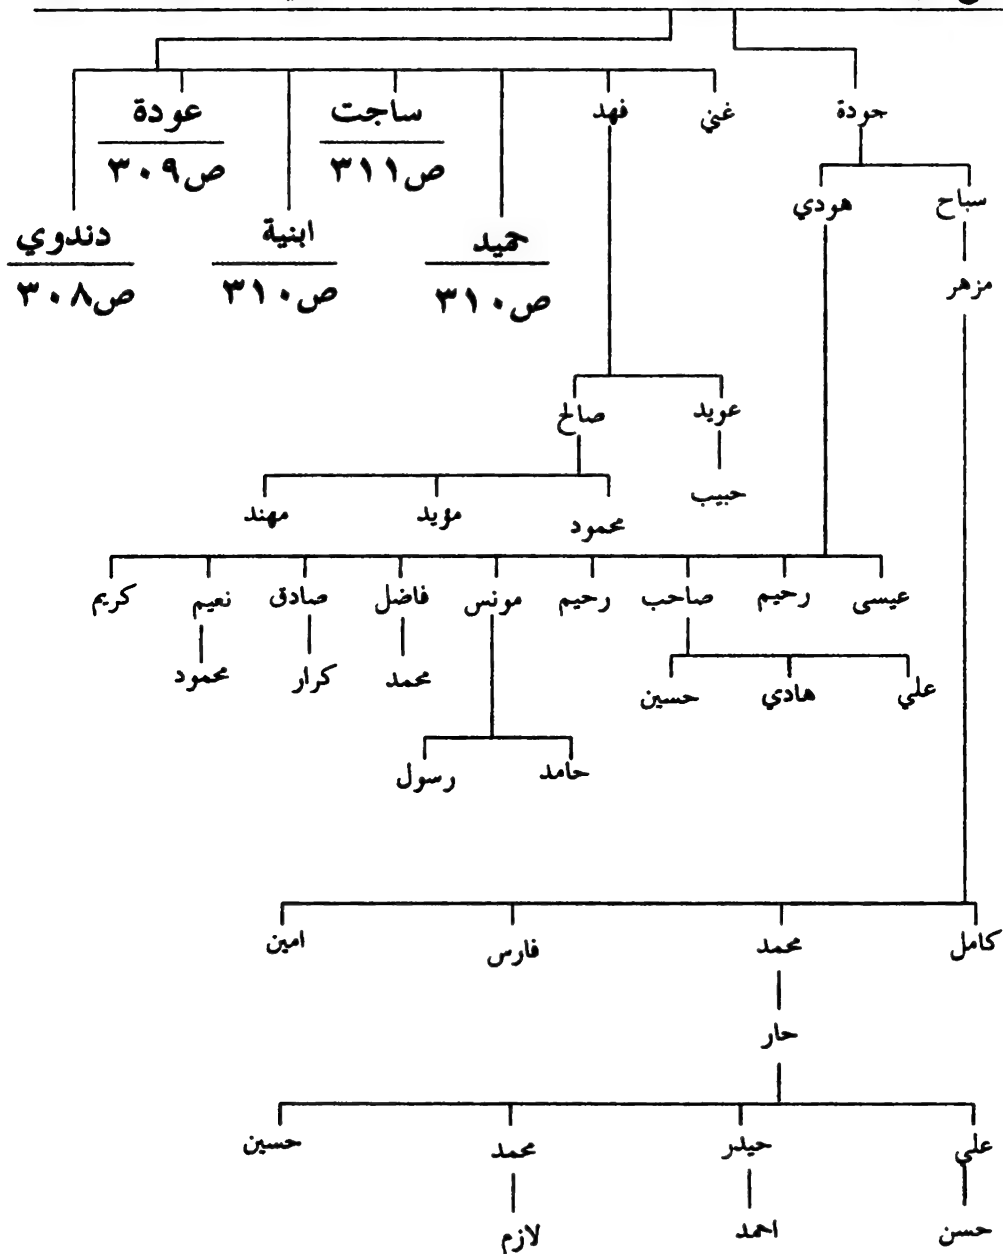 حودة
غني
فهد
ساجت
ص٣١١
عودة
ص٣٠٩
سباح
هودي
حميد
ص٣١٠
ابنية
ص٣١٠
دندوي
ص٣٠٨
مزهر
عويد
صالح
حبيب
محمود
مؤيد
مهند
عيسى
رحيم
صاحب
رحيم
مونس
فاضل
صادق
نعيم
كريم
علي
هادي
حسين
محمد
كرار
محمود
حامد
رسول
كامل
محمد
فارس
امين
حار
علي
حيدر
محمد
حسين
حسن
احمد
لازم